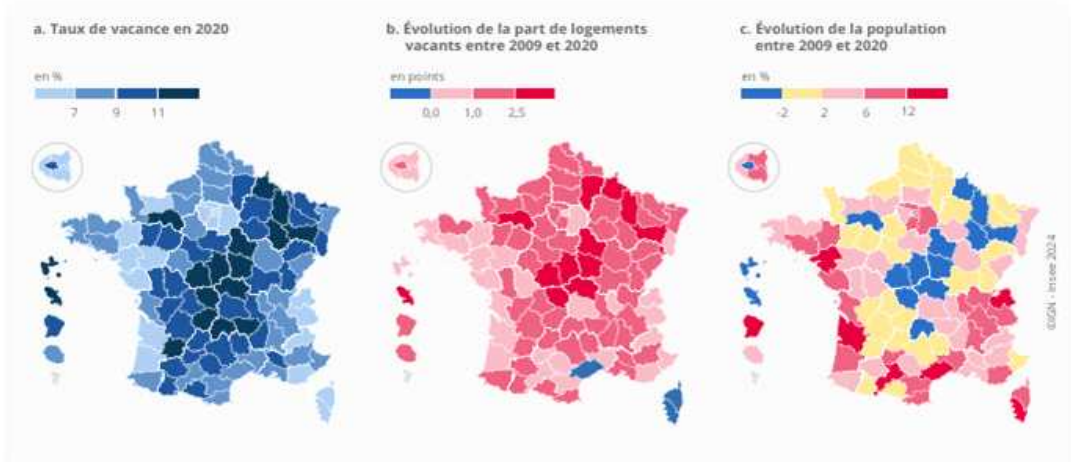 a. Taux de vacance en 2020
en %
7 9 11
b. Évolution de la part de logements
vacants entre 2009 et 2020
en points
0,0 1,0 2,5
c. Évolution de la population
entre 2009 et 2020
en %
-2 2 6 12
©IGN - Insee 2024